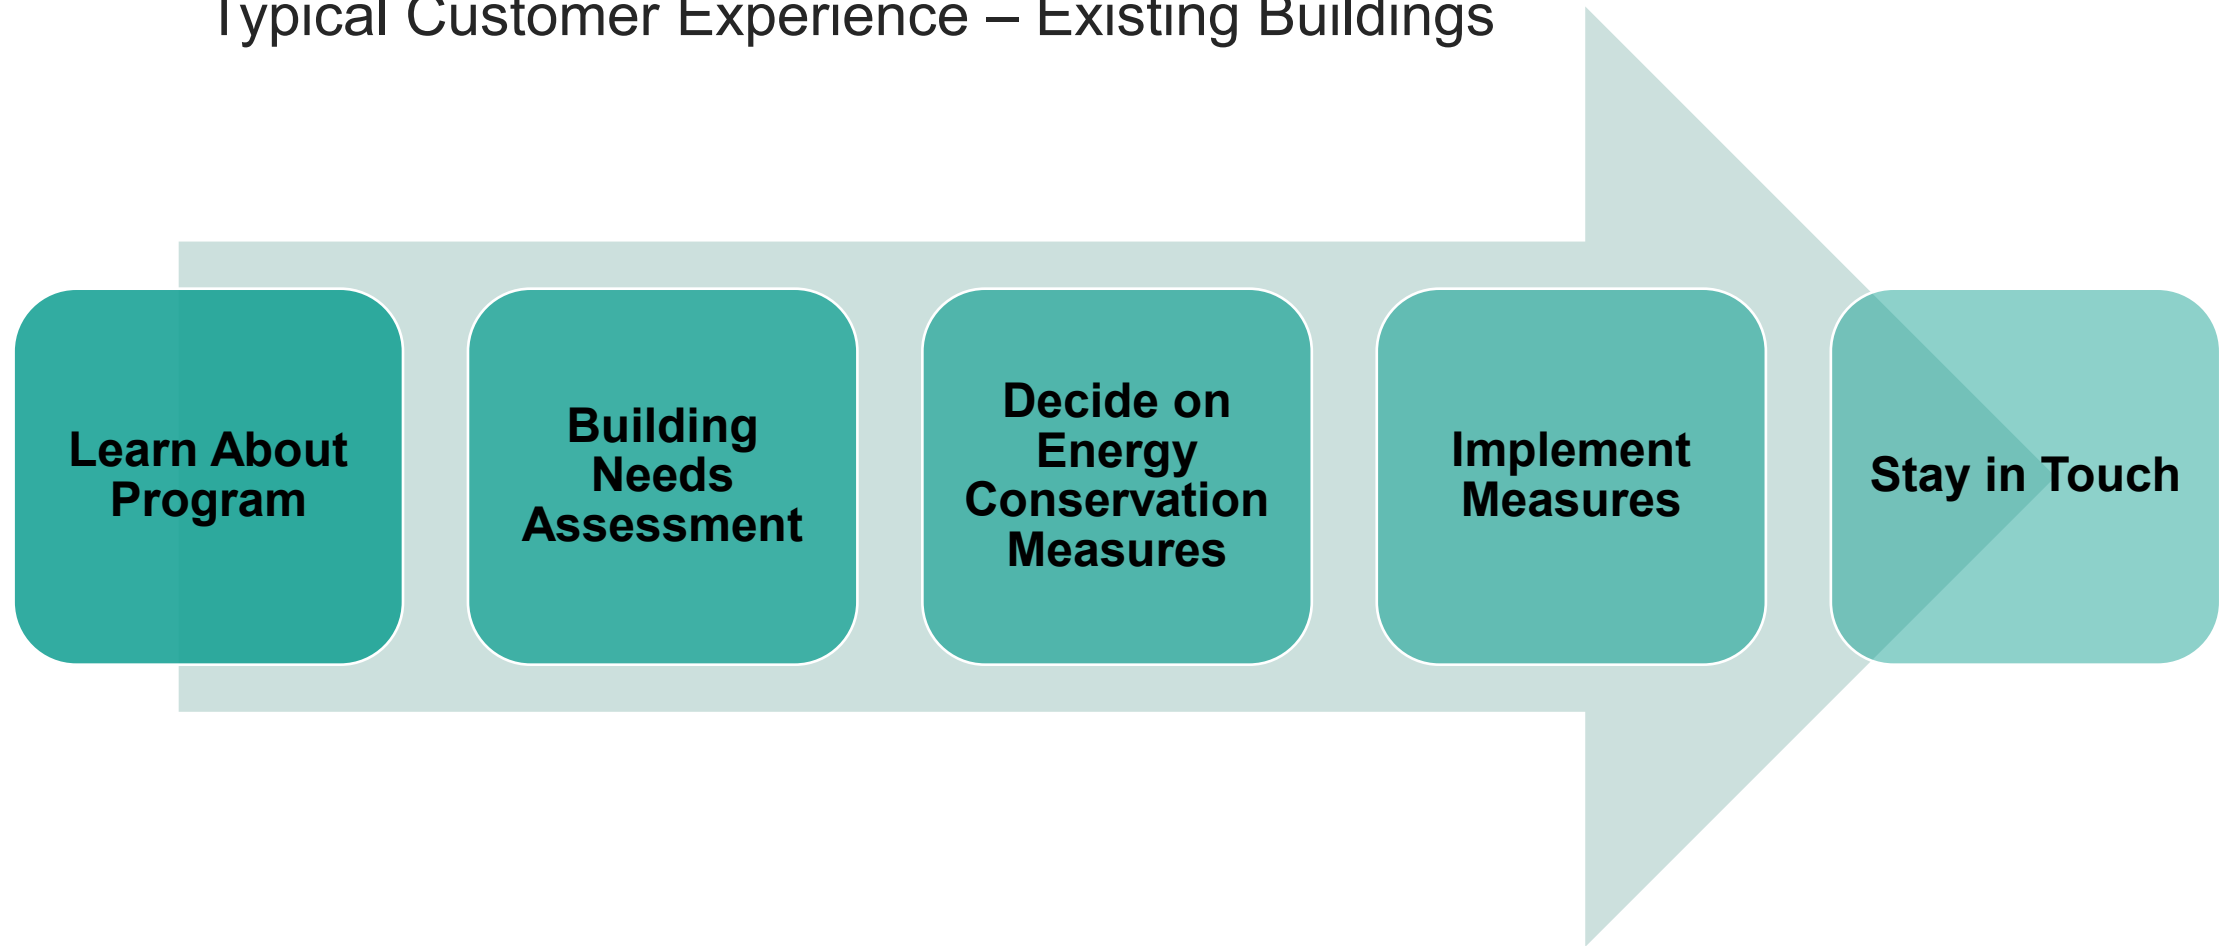 Typical Customer Experience – Existing Buildings
Learn About
Program
Building
Needs
Assessment
Decide on
Energy
Conservation
Measures
Implement
Measures
Stay in Touch